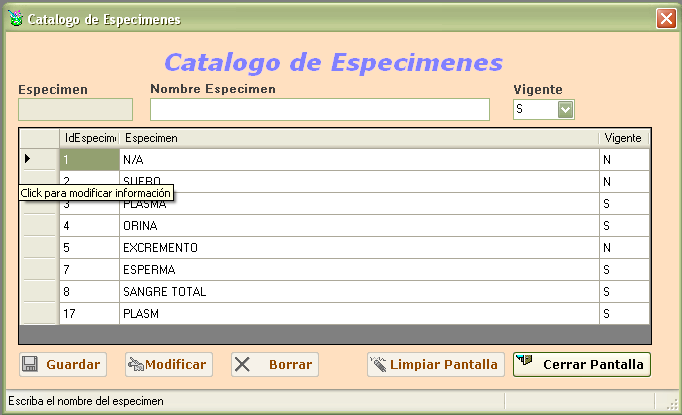 Catalogo de Especimenes
Catalogo de Especimenes
Especimen Nombre Especimen Vigente
S
IdEspecime Especimen Vigente
1 N/A N
2 SUERO N
Click para modificar información
3 PLASMA S
4 ORINA S
5 EXCREMENTO N
7 ESPERMA S
8 SANGRE TOTAL S
17 PLASM S
Guardar Modificar Borrar Limpiar Pantalla Cerrar Pantalla
Escriba el nombre del especimen